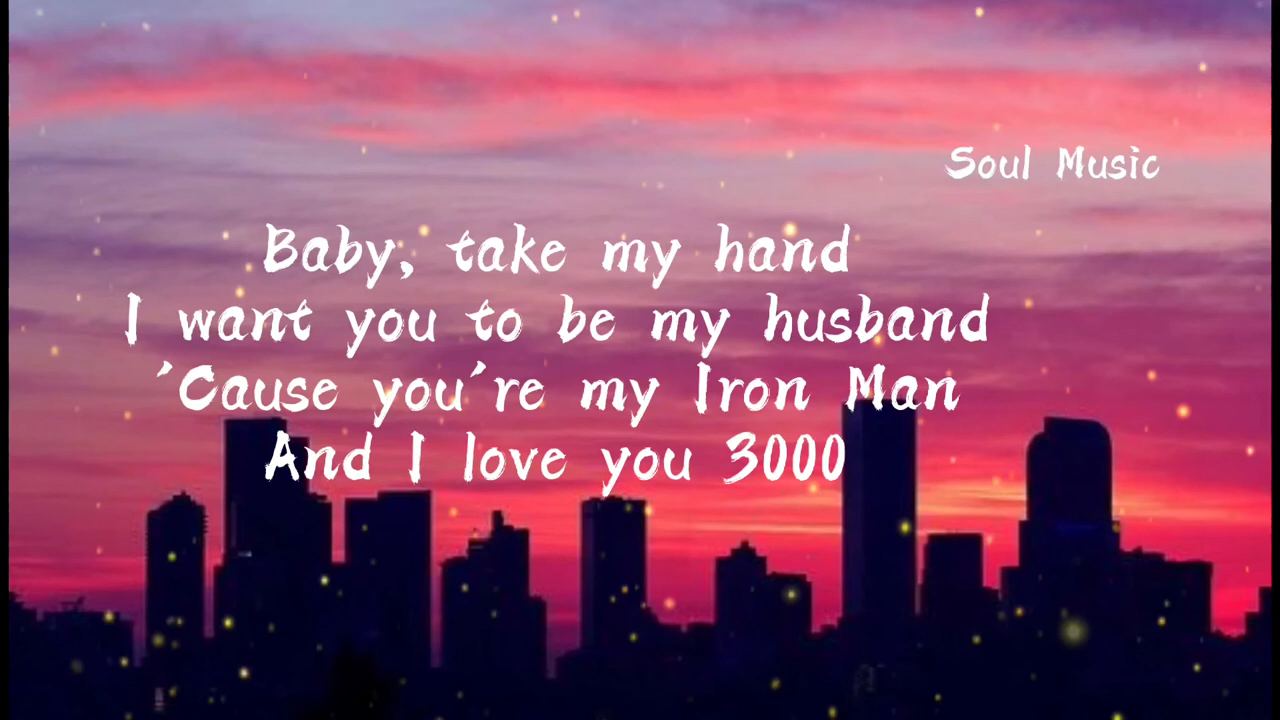 Soul Music
Baby, take my hand
I want you to be my husband
'Cause you're my Iron Man
And I love you 3000